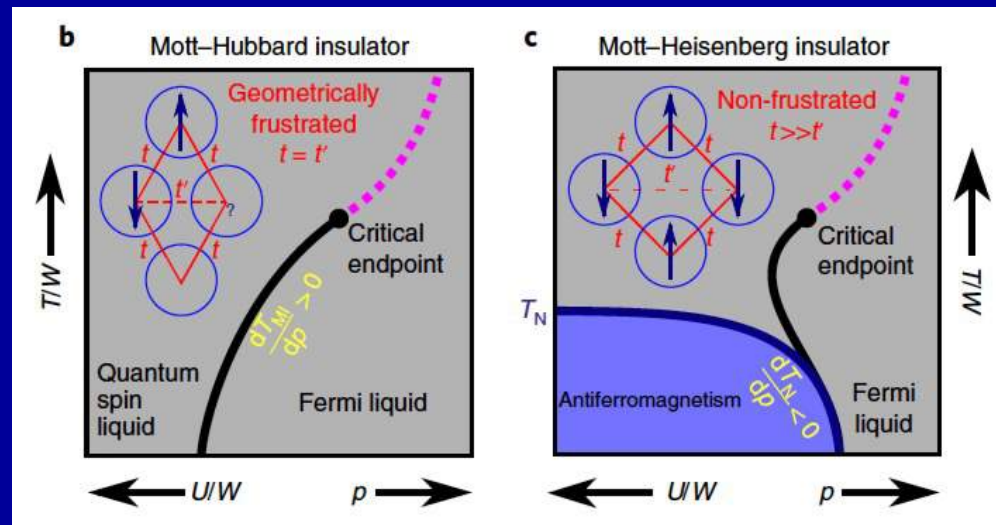 b
Mott–Hubbard insulator
Geometrically
frustrated
t = t'
t
t
t'
?
t
t
Critical
endpoint
dT_MI/dp > 0
Quantum
spin
liquid
Fermi liquid
T/W
U/W
p
c
Mott–Heisenberg insulator
Non-frustrated
t>>t'
t
t
t'
t
t
Critical
endpoint
T_N
dT_N/dp < 0
Antiferromagnetism
Fermi
liquid
T/W
U/W
p